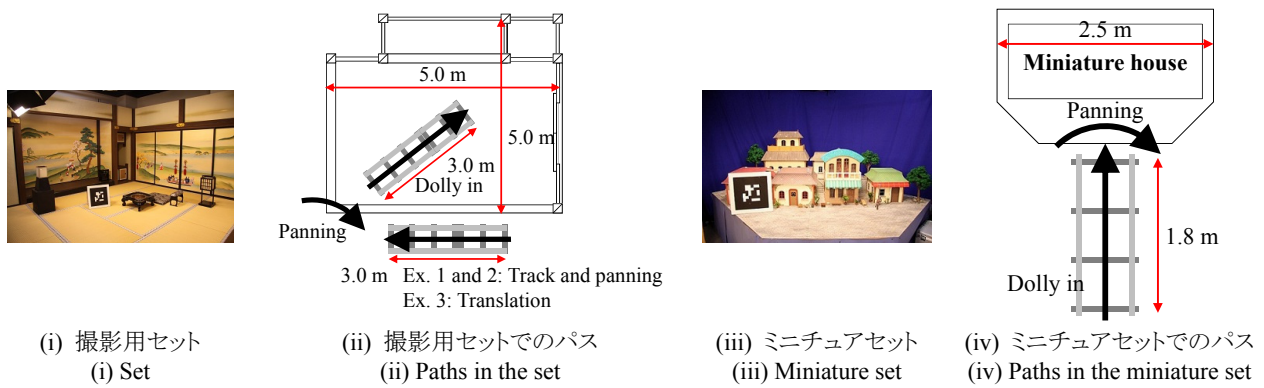 5.0 m
5.0 m
3.0 m
Dolly in
Panning
3.0 m Ex. 1 and 2: Track and panning
Ex. 3: Translation
2.5 m
Miniature house
Panning
1.8 m
Dolly in
(i) 撮影用セット
(i) Set
(ii) 撮影用セットでのパス
(ii) Paths in the set
(iii) ミニチュアセット
(iii) Miniature set
(iv) ミニチュアセットでのパス
(iv) Paths in the miniature set